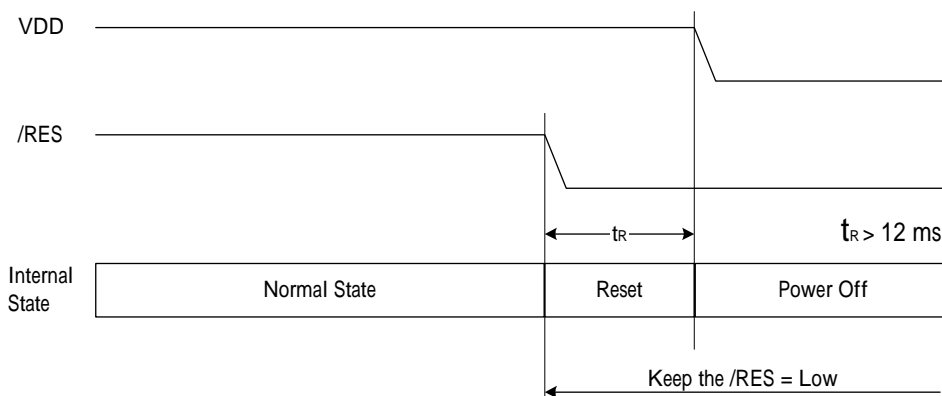 VDD
/RES
tR
tR > 12 ms
Internal
State
Normal State
Reset
Power Off
Keep the /RES = Low